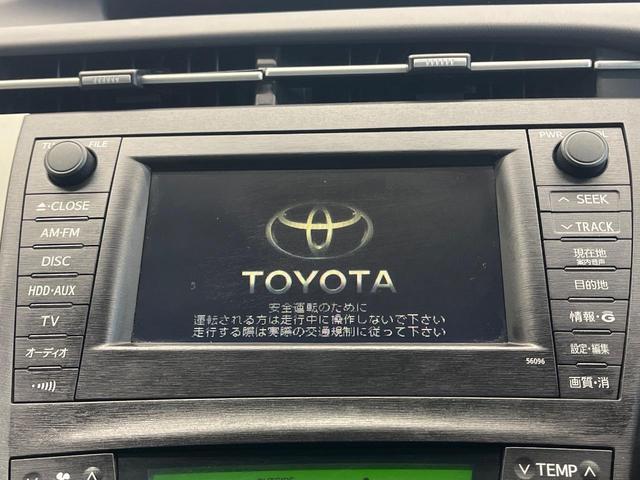 TU FILE
PWR OL
▲·CLOSE
AM·FM
DISC
HDD·AUX
TV
オーディオ
TOYOTA
安全運転のために
運転される方は走行中に操作しないで下さい
走行する際は実際の交通規制に従って下さい
56096
∧ SEEK
∨ TRACK
現在地
案内音声
目的地
情報·G
設定·編集
画質·消
∨ ∧
∨ TEMP ∧
OUTSIDE